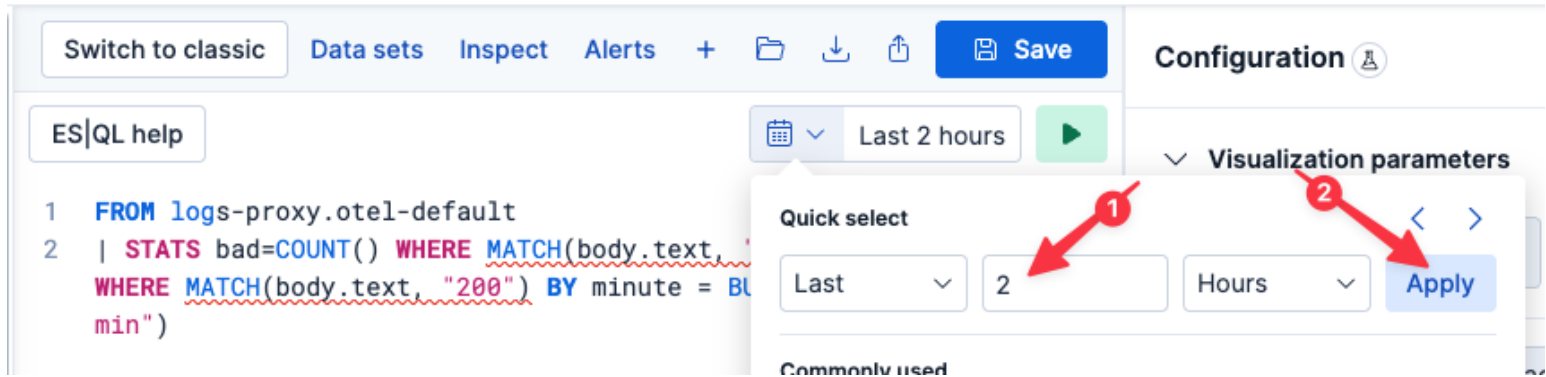 Switch to classic Data sets Inspect Alerts + Save
Configuration
ES|QL help Last 2 hours
Visualization parameters
1 FROM logs-proxy.otel-default
2 | STATS bad=COUNT() WHERE MATCH(body.text, "
WHERE MATCH(body.text, "200") BY minute = BU
min")
Quick select
1
2
Last 2 Hours Apply
Commonly used